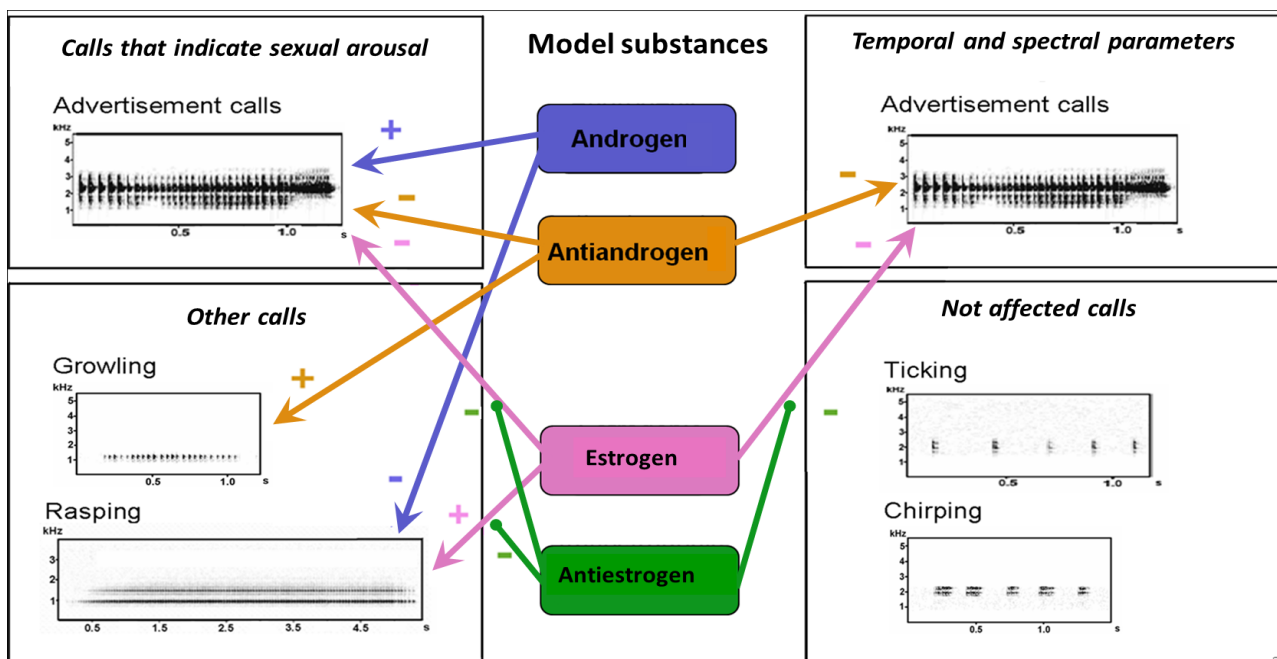 Calls that indicate sexual arousal
Advertisement calls
kHz
5
4
3
2
1
0.5
1.0
s
+
-
-
Other calls
Growling
kHz
5
4
3
2
1
0.5
1.0
s
+
Rasping
kHz
3
2
1
0.5
1.5
2.5
3.5
4.5
s
-
+
-
-
Model substances
Androgen
Antiandrogen
Estrogen
Antiestrogen
Temporal and spectral parameters
Advertisement calls
kHz
5
4
3
2
1
0.5
1.0
s
-
-
-
Not affected calls
Ticking
kHz
5
4
3
2
1
0.5
1.0
s
Chirping
kHz
5
4
3
2
1
0.5
1.0
s